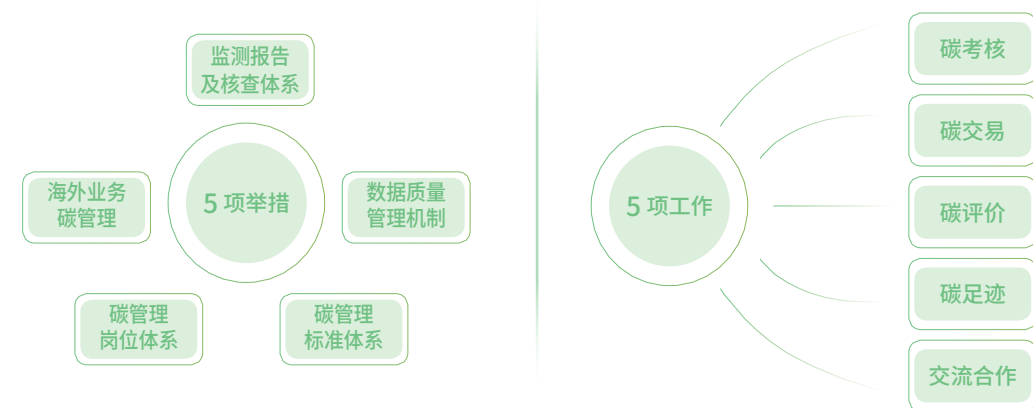 监测报告
及核查体系
海外业务
碳管理
5 项举措
数据质量
管理机制
碳管理
岗位体系
碳管理
标准体系
5 项工作
碳考核
碳交易
碳评价
碳足迹
交流合作